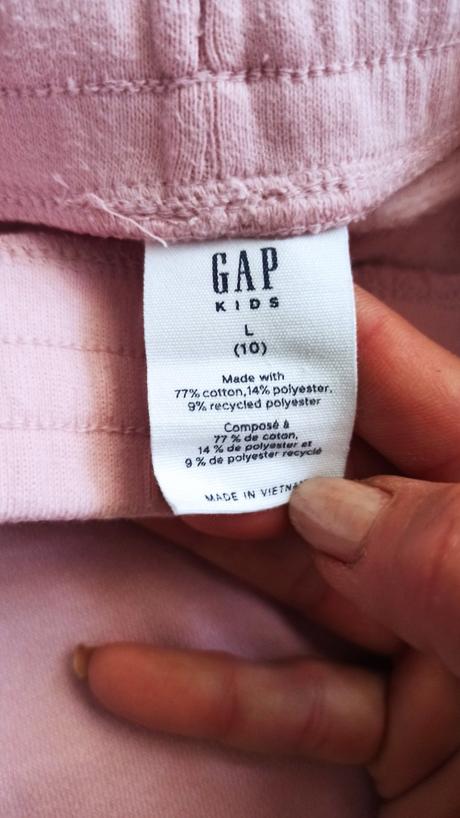 GAP
KIDS
L
(10)
Made with
77% cotton,14% polyester,
9% recycled polyester
Composé à
77 % de coton,
14 % de polyester et
9 % de polyester recyclé
MADE IN VIETNAM